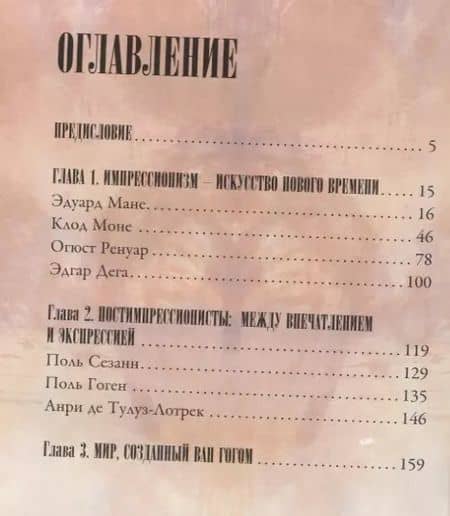 ОГЛАВЛЕНИЕ
ПРЕДИСЛОВИЕ.......................................................5
ГЛАВА 1. ИМПРЕССИОНИЗМ – ИСКУССТВО НОВОГО ВРЕМЕНИ.....15
Эдуард Мане.......................................................16
Клод Моне.......................................................46
Огюст Ренуар.......................................................78
Эдгар Дега.......................................................100
Глава 2. ПОСТИМПРЕССИОНИСТЫ: МЕЖДУ ВПЕЧАТЛЕНИЕМ
И ЭКСПРЕССИЕЙ.......................................................119
Поль Сезанн.......................................................129
Поль Гоген.......................................................135
Анри де Тулуз-Лотрек.......................................................146
Глава 3. МИР, СОЗДАННЫЙ ВАН ГОГОМ.............................159